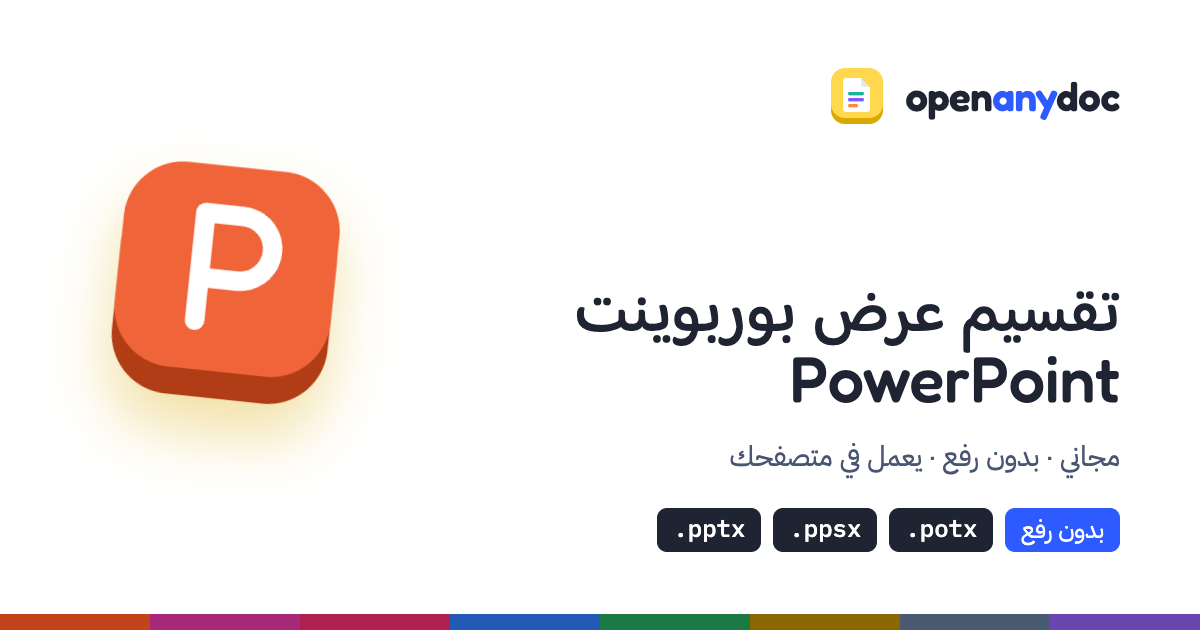 openanydoc
P
تقسيم عرض بوربوينت
PowerPoint
مجاني · بدون رفع · يعمل في متصفحك
بدون رفع .potx .ppsx .pptx